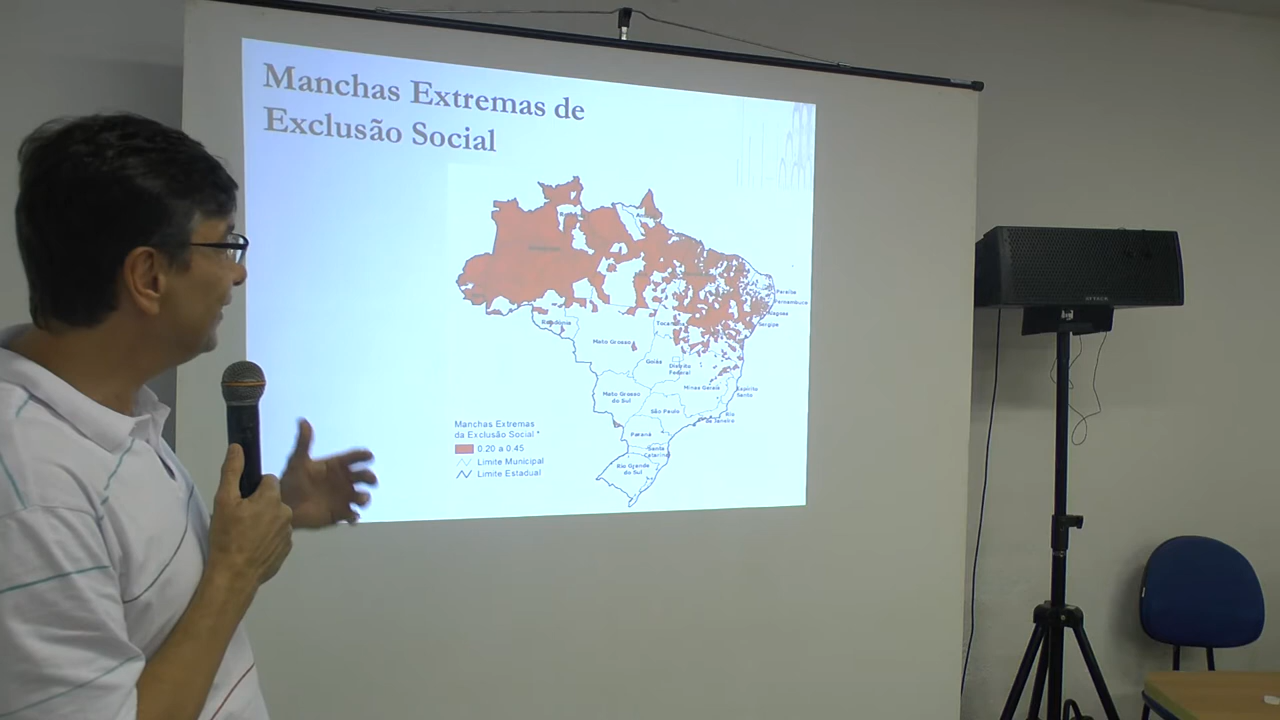 Manchas Extremas de
Exclusão Social
Paraíba
Pernambuco
Alagoas
Sergipe
Rondônia
Mato Grosso
Goiás
Distrito
Federal
Minas Gerais
Espírito
Santo
Mato Grosso
do Sul
São Paulo
Rio
de Janeiro
Paraná
Santa
Catarina
Rio Grande
do Sul
Manchas Extremas
da Exclusão Social *
0.20 a 0.45
Limite Municipal
Limite Estadual
ATTACK